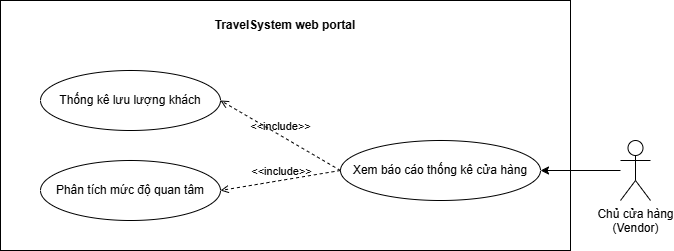 TravelSystem web portal
Thống kê lưu lượng khách
<<include>>
<<include>>
Phân tích mức độ quan tâm
Xem báo cáo thống kê cửa hàng
Chủ cửa hàng
(Vendor)